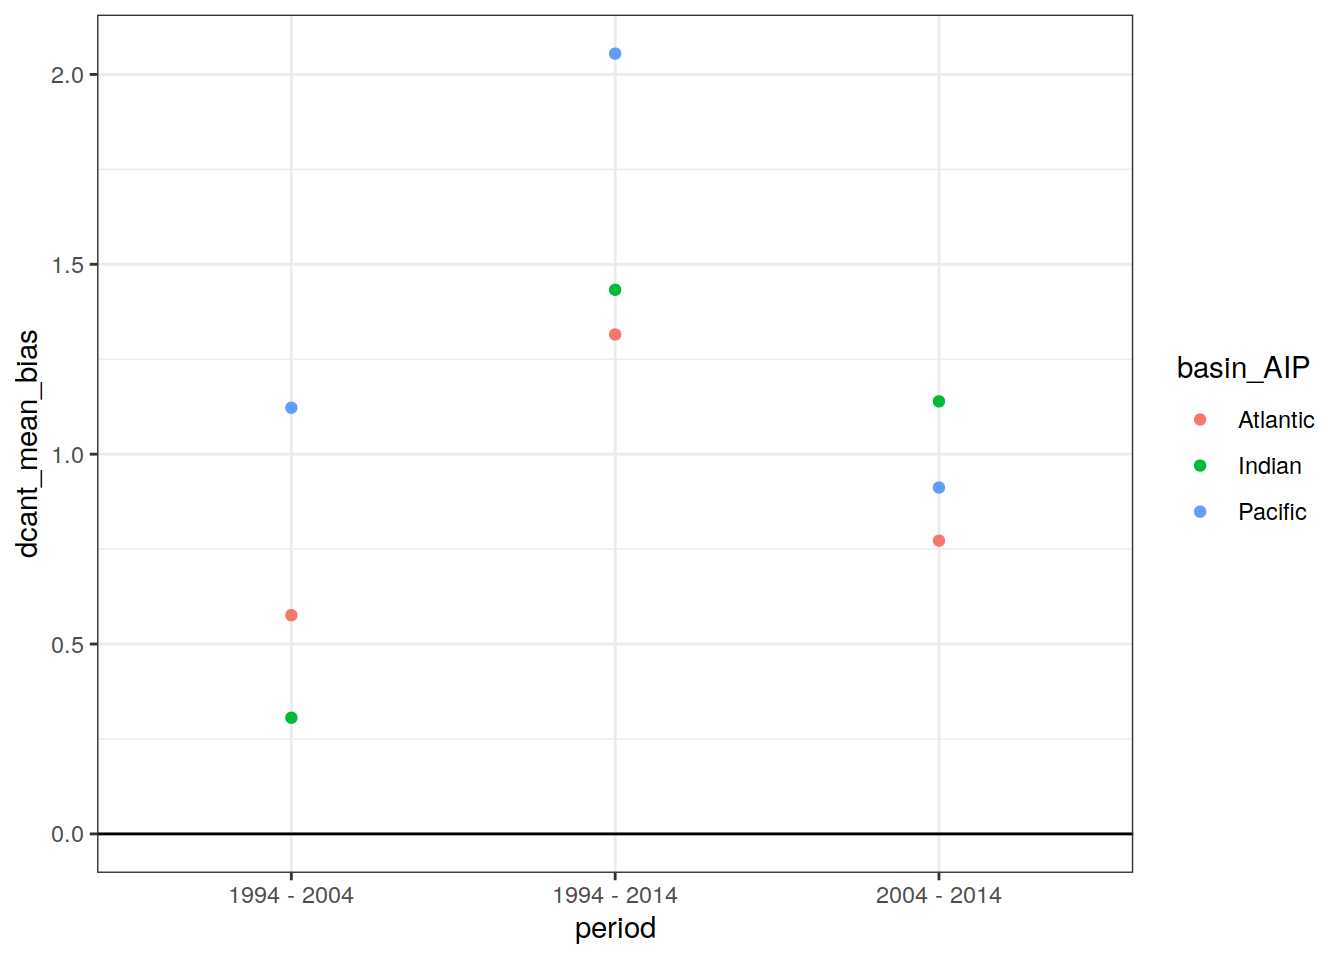 2.0
1.5
1.0
0.5
0.0
dcant_mean_bias
1994 - 2004
1994 - 2014
2004 - 2014
period
basin_AIP
Atlantic
Indian
Pacific